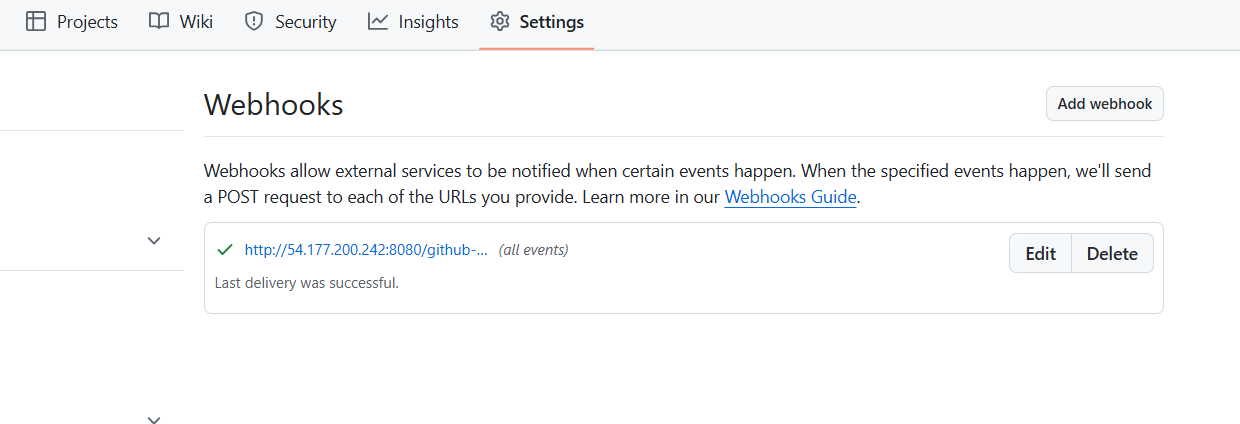 Projects Wiki Security Insights Settings
Webhooks
Add webhook
Webhooks allow external services to be notified when certain events happen. When the specified events happen, we'll send
a POST request to each of the URLs you provide. Learn more in our Webhooks Guide.
http://54.177.200.242:8080/github-... (all events)
Edit Delete
Last delivery was successful.